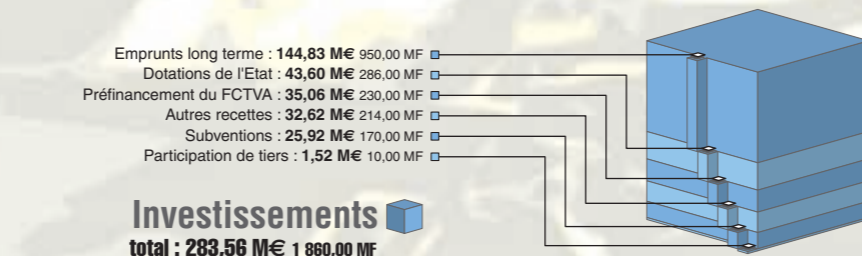 Emprunts long terme : 144,83 M€ 950,00 MF
Dotations de l'Etat : 43,60 M€ 286,00 MF
Préfinancement du FCTVA : 35,06 M€ 230,00 MF
Autres recettes : 32,62 M€ 214,00 MF
Subventions : 25,92 M€ 170,00 MF
Participation de tiers : 1,52 M€ 10,00 MF
Investissements
total : 283,56 M€ 1 860,00 MF